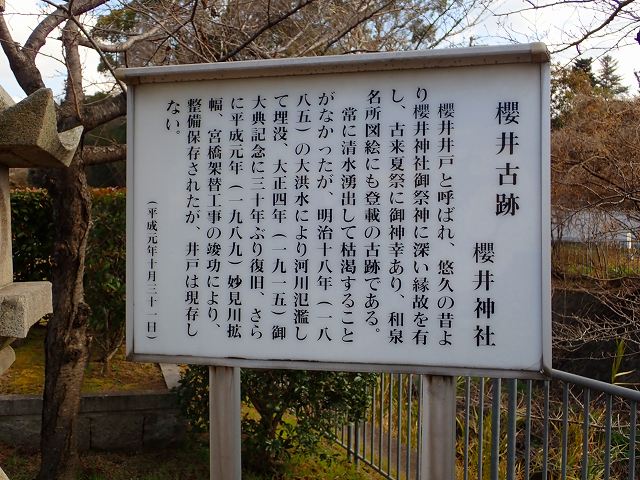 櫻井古跡
櫻井神社
櫻井井戸と呼ばれ、悠久の昔よ
り櫻井神社御祭神に深い縁故を有
し、古来夏祭に御神幸あり、和泉
名所図絵にも登載の古跡である。
常に清水湧出して枯渇すること
がなかったが、明治十八年（一八
八五）の大洪水により河川氾濫し
て埋没、大正四年（一九一五）御
大典記念に三十年ぶり復旧、さら
に平成元年（一九八九）妙見川拡
幅、宮橋架替工事の竣功により、
整備保存されたが、井戸は現存し
ない。
（平成元年十月三十一日）